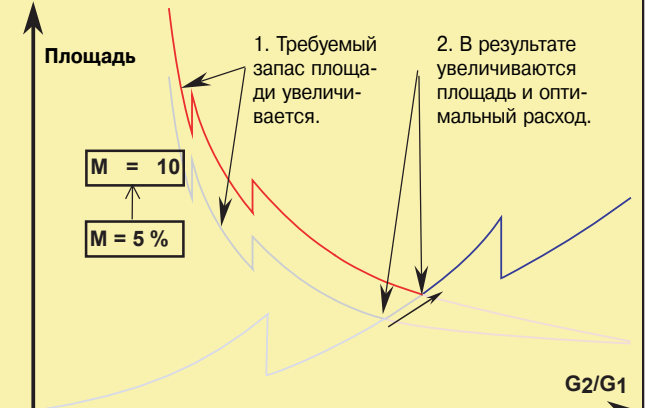 Площадь
1. Требуемый
запас площа-
ди увеличи-
вается.
2. В результате
увеличиваются
площадь и опти-
мальный расход.
M = 10
M = 5 %
G2/G1